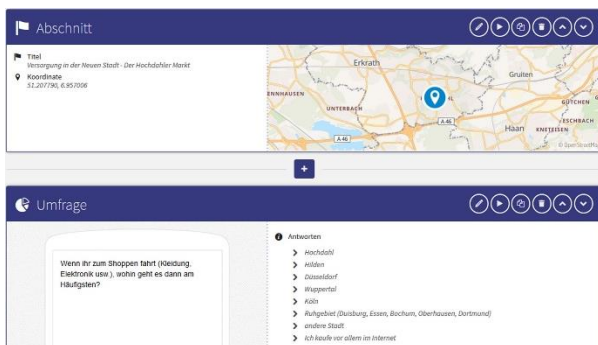 Abschnitt
Titel
Versorgung in der Neuen Stadt - Der Hochdahler Markt
Koordinate
51.207790, 6.957006
Erkrath
Gruiten
UNTERBACH
A 46
A 46
Haan
KNETEISEN
+
Umfrage
Wenn ihr zum Shoppen fahrt (Kleidung,
Elektronik usw.), wohin geht es dann am
Häufigsten?
Antworten
Hochdahl
Hilden
Düsseldorf
Wuppertal
Köln
Ruhgebiet (Duisburg, Essen, Bochum, Oberhausen, Dortmund)
andere Stadt
Ich kaufe vor allem im Internet